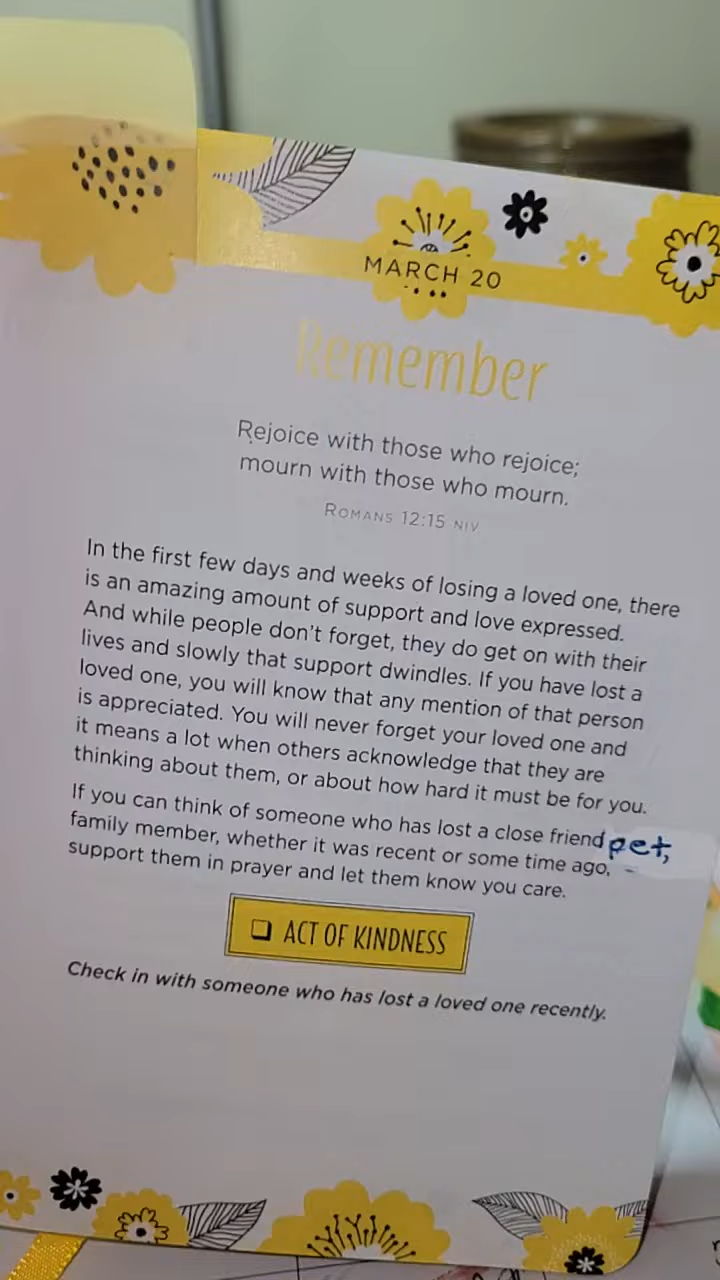 MARCH 20
Remember
Rejoice with those who rejoice;
mourn with those who mourn.
ROMANS 12:15 NIV
In the first few days and weeks of losing a loved one, there
is an amazing amount of support and love expressed.
And while people don't forget, they do get on with their
lives and slowly that support dwindles. If you have lost a
loved one, you will know that any mention of that person
is appreciated. You will never forget your loved one and
it means a lot when others acknowledge that they are
thinking about them, or about how hard it must be for you.
If you can think of someone who has lost a close friend pet,
family member, whether it was recent or some time ago,
support them in prayer and let them know you care.
ACT OF KINDNESS
Check in with someone who has lost a loved one recently.